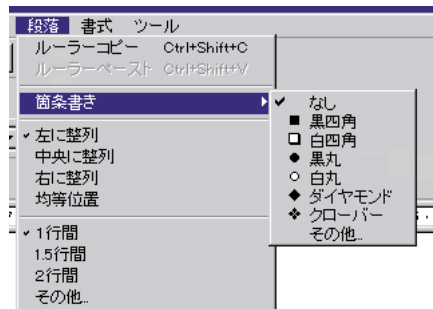 段落 書式 ツール
ルーラーコピー Ctrl+Shift+C
ルーラーペースト Ctrl+Shift+V
箇条書き
左に整列
中央に整列
右に整列
均等位置
1行間
1.5行間
2行間
その他...
なし
黒四角
白四角
黒丸
白丸
ダイヤモンド
クローバー
その他...